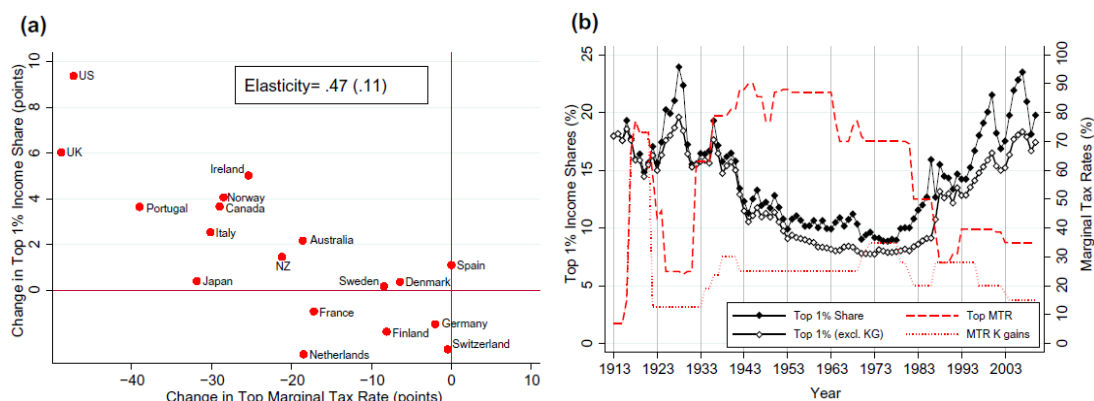 (a)
Change in Top 1% Income Share (points)
10
8
6
4
2
0
Elasticity= .47 (.11)
US
UK
Ireland
Norway
Portugal
Canada
Italy
Australia
NZ
Spain
Japan
Sweden
Denmark
France
Germany
Finland
Switzerland
Netherlands
−40
−30
−20
−10
0
10
Change in Top Marginal Tax Rate (points)
(b)
Top 1% Income Shares (%)
25
20
15
10
5
0
Marginal Tax Rates (%)
100
90
80
70
60
50
40
30
20
10
0
Top 1% Share
Top MTR
Top 1% (excl. KG)
MTR K gains
1913
1923
1933
1943
1953
1963
1973
1983
1993
2003
Year